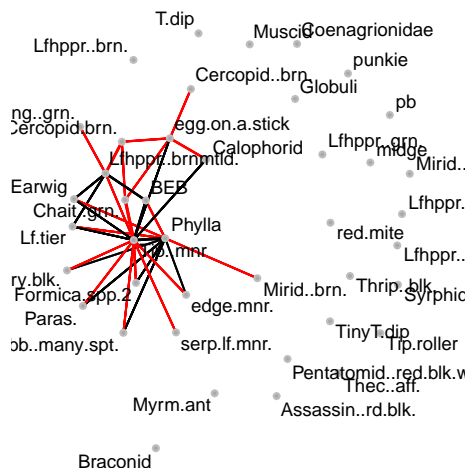 T.dip
Muscid
Coenagrionidae
Lfhppr..brn.
punkie
Cercopid..brn.
Globuli
pb
ng..grn.
egg.on.a.stick
Cercopid.brn.
Calophorid
Lfhppr..grn
midge
Lfhppr..brnmtld.
Mirid..
Earwig
BEB
Chait..grn.
Lfhppr..
Phylla
red.mite
Lf.tier
p.mnr
Lfhppr..
ry.blk.
Formica.spp.2
Mirid..brn.
Thrip..blk.
Syrphic
edge.mnr.
Paras.
ob..many.spt.
serp.lf.mnr.
TinyT.dip
Tip.roller
Pentatomid..red.blk.w
Thec..aff.
Myrm.ant
Assassin..rd.blk.
Braconid